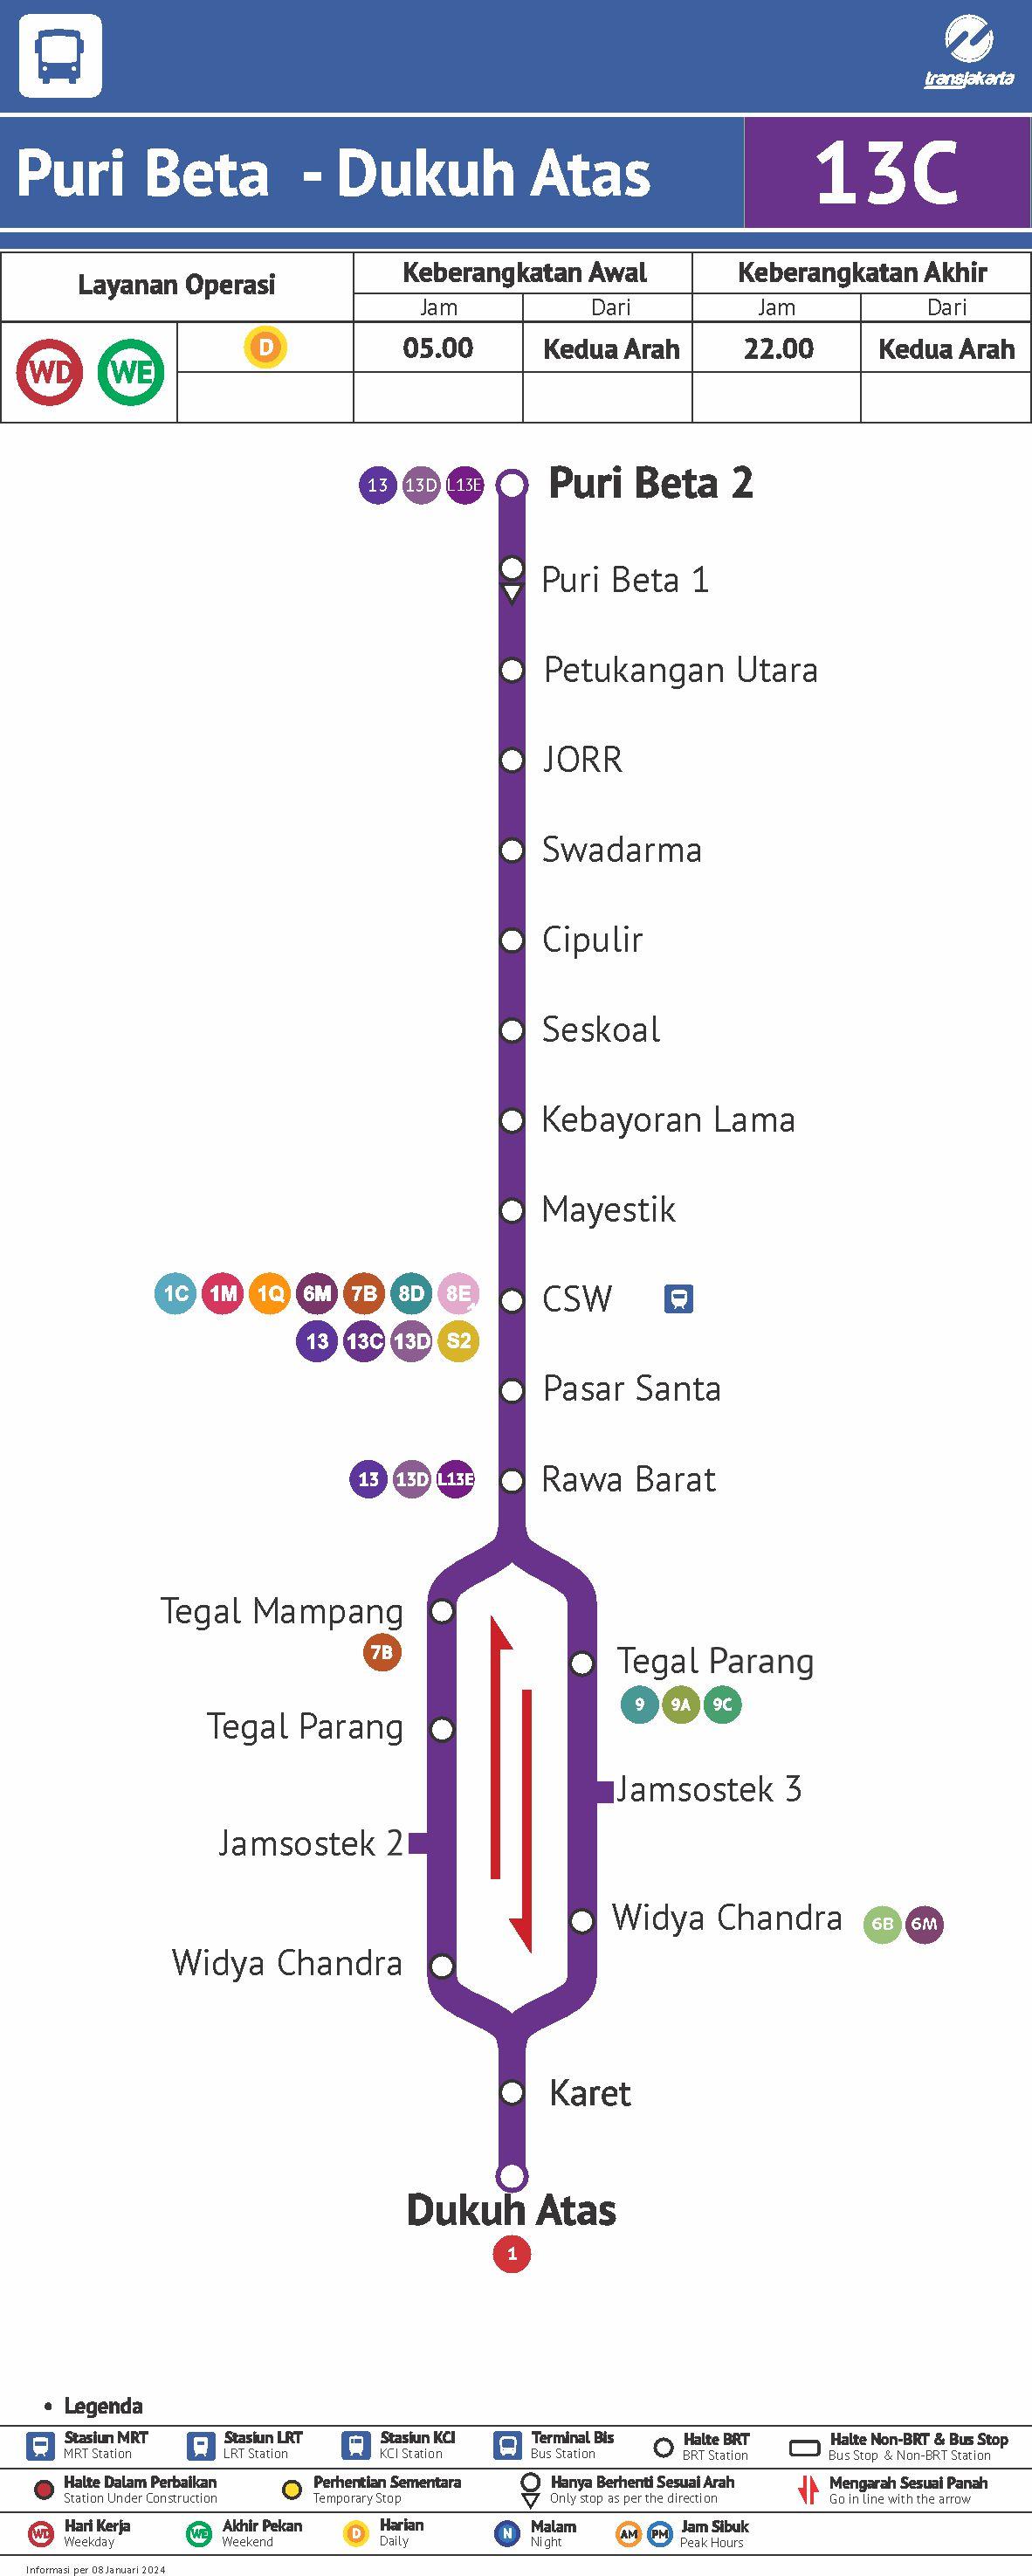 transjakarta
Puri Beta - Dukuh Atas
13C
Layanan Operasi
Keberangkatan Awal
Keberangkatan Akhir
Jam
Dari
Jam
Dari
WD WE
D
05.00
Kedua Arah
22.00
Kedua Arah
13 13D L13E
Puri Beta 2
Puri Beta 1
Petukangan Utara
JORR
Swadarma
Cipulir
Seskoal
Kebayoran Lama
Mayestik
1C 1M 1Q 6M 7B 8D 8E
CSW
13 13C 13D S2
Pasar Santa
13 13D L13E
Rawa Barat
Tegal Mampang
7B
Tegal Parang
9 9A 9C
Tegal Parang
Jamsostek 3
Jamsostek 2
Widya Chandra
6B 6M
Widya Chandra
Karet
Dukuh Atas
1
• Legenda
Stasiun MRT
MRT Station
Stasiun LRT
LRT Station
Stasiun KCI
KCI Station
Terminal Bis
Bus Station
Halte BRT
BRT Station
Halte Non-BRT & Bus Stop
Bus Stop & Non-BRT Station
Halte Dalam Perbaikan
Station Under Construction
Perhentian Sementara
Temporary Stop
Hanya Berhenti Sesuai Arah
Only stop as per the direction
Mengarah Sesuai Panah
Go in line with the arrow
WD
Hari Kerja
Weekday
WE
Akhir Pekan
Weekend
D
Harian
Daily
N
Malam
Night
AM PM
Jam Sibuk
Peak Hours
Informasi per 08 Januari 2024